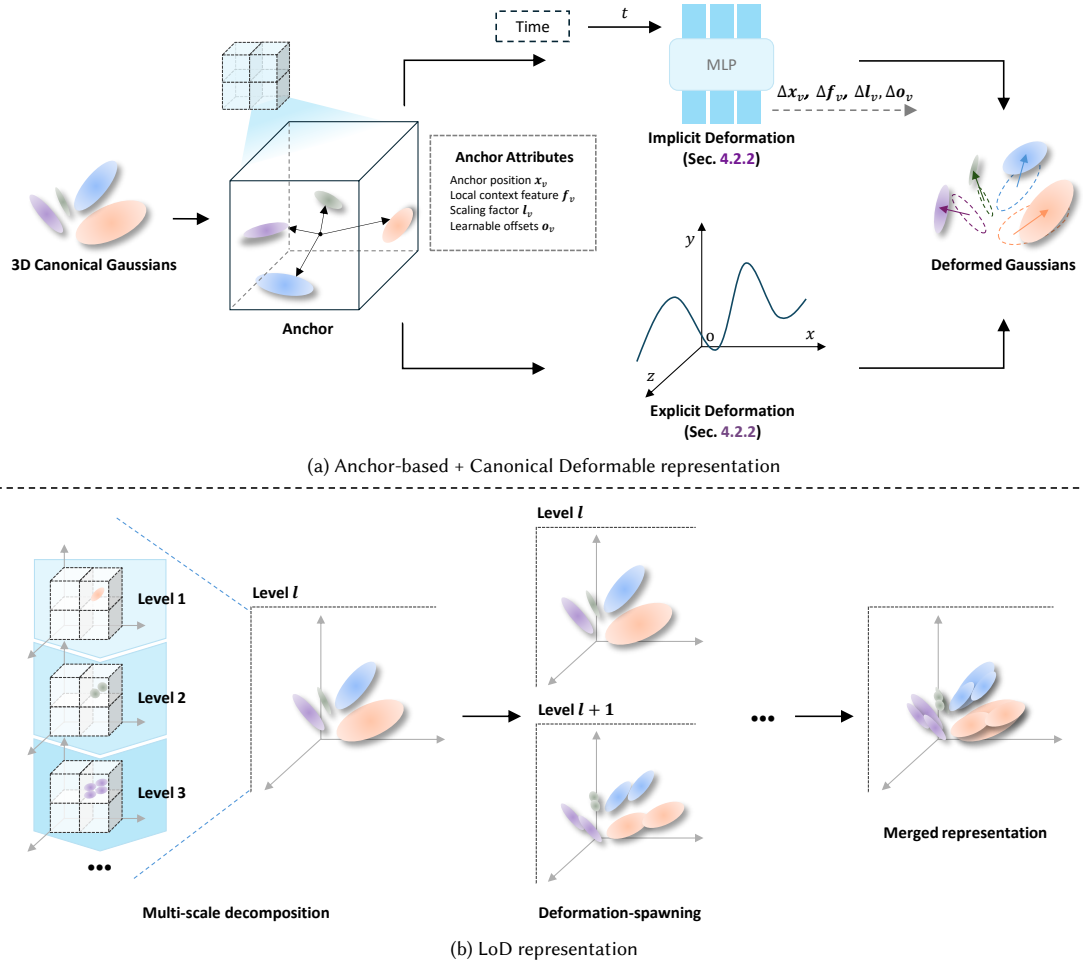 Time
t
MLP
Δx_v, Δf_v, Δl_v, Δo_v
Implicit Deformation
(Sec. 4.2.2)
Anchor Attributes
Anchor position x_v
Local context feature f_v
Scaling factor l_v
Learnable offsets o_v
3D Canonical Gaussians
Anchor
Deformed Gaussians
y
o
x
z
Explicit Deformation
(Sec. 4.2.2)
(a) Anchor-based + Canonical Deformable representation
Level 1
Level 2
Level 3
•••
Level l
Multi-scale decomposition
Level l
Level l + 1
Deformation-spawning
•••
Merged representation
(b) LoD representation